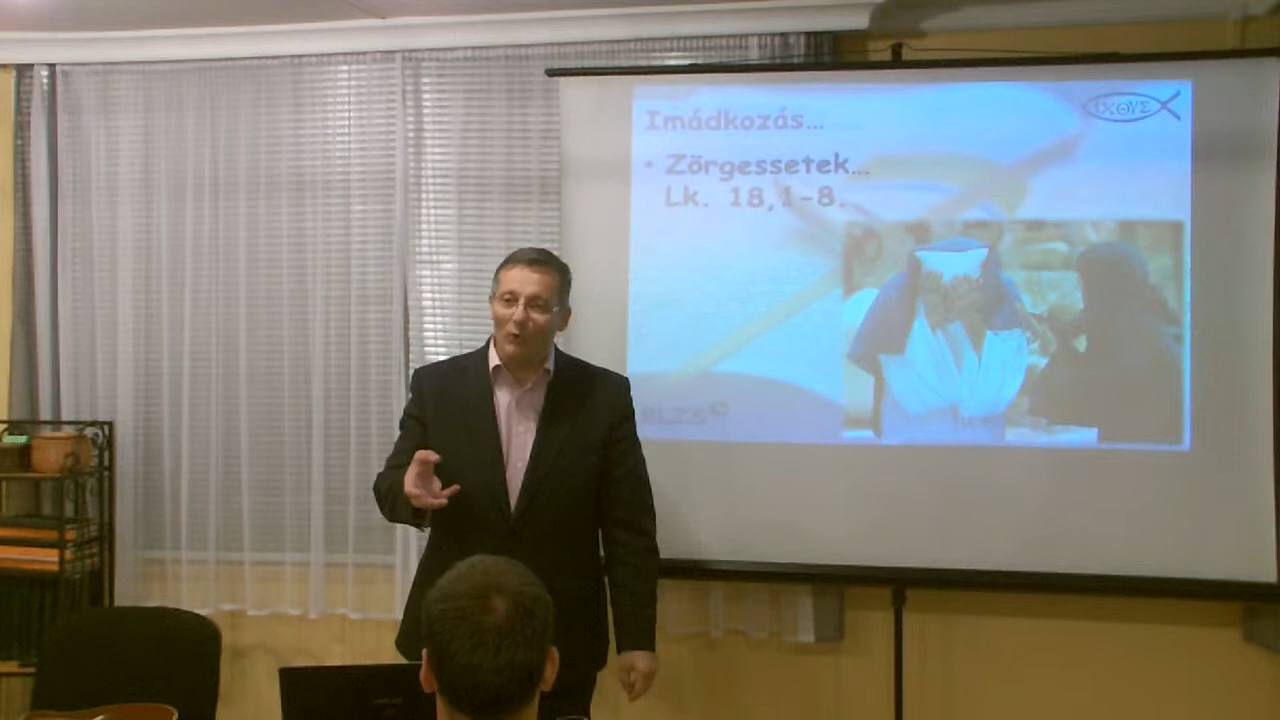 Imádkozás...
ΙΧΘΥΣ
• Zörgessetek...
Lk. 18,1-8.